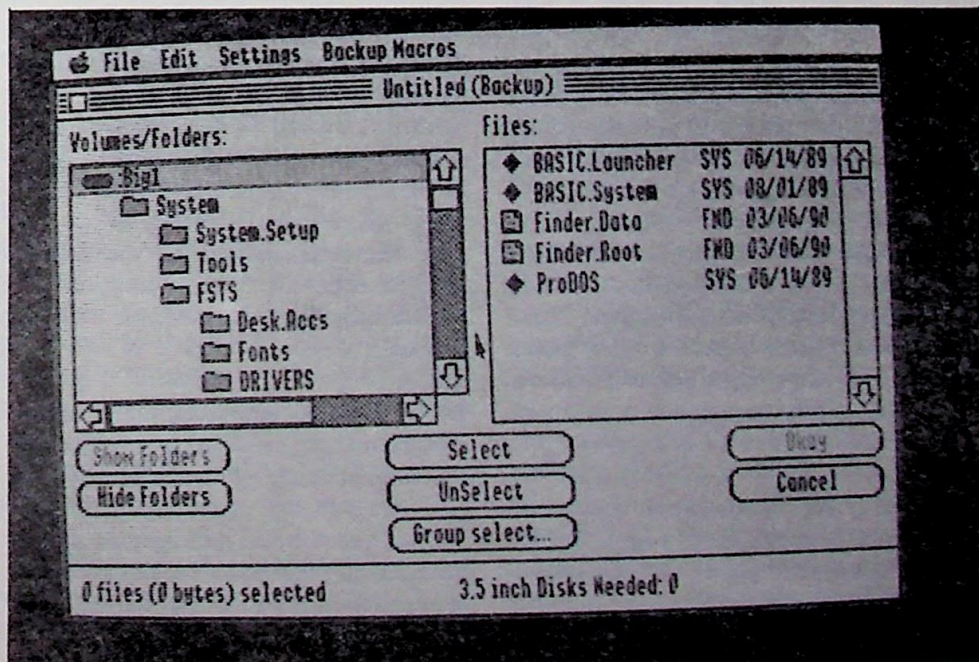 File Edit Settings Backup Macros
Untitled (Backup)
Volumes/Folders:
:Big1
System
System.Setup
Tools
FSTS
Desk.Accs
Fonts
DRIVERS
Files:
BASIC.Launcher SYS 06/14/89
BASIC.System SYS 08/01/89
Finder.Data FND 03/06/90
Finder.Root FND 03/06/90
ProDOS SYS 06/14/89
Show Folders
Hide Folders
Select
UnSelect
Group select...
Okay
Cancel
0 files (0 bytes) selected
3.5 inch Disks Needed: 0